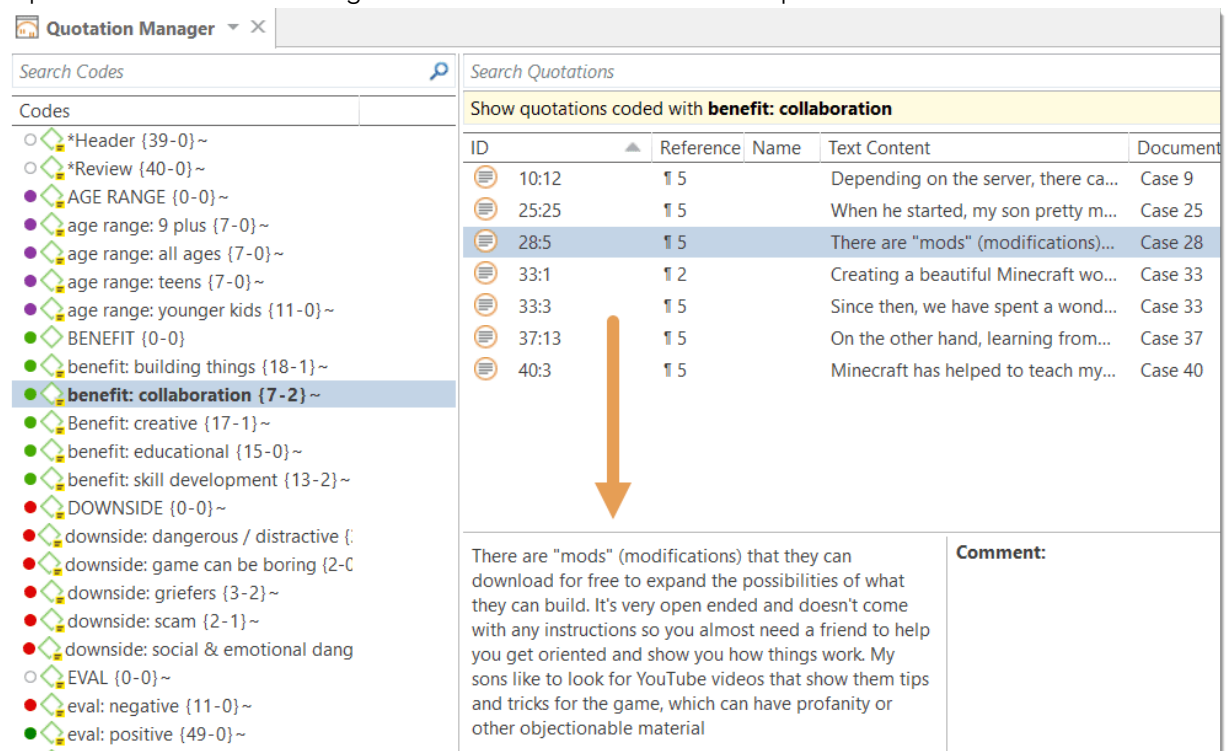 Quotation Manager
Search Codes
Codes
*Header {39-0}~
*Review {40-0}~
AGE RANGE {0-0}~
age range: 9 plus {7-0}~
age range: all ages {7-0}~
age range: teens {7-0}~
age range: younger kids {11-0}~
BENEFIT {0-0}
benefit: building things {18-1}~
benefit: collaboration {7-2}~
Benefit: creative {17-1}~
benefit: educational {15-0}~
benefit: skill development {13-2}~
DOWNSIDE {0-0}~
downside: dangerous / distractive {
downside: game can be boring {2-0
downside: griefers {3-2}~
downside: scam {2-1}~
downside: social & emotional dang
EVAL {0-0}~
eval: negative {11-0}~
eval: positive {49-0}~
Search Quotations
Show quotations coded with benefit: collaboration
ID Reference Name Text Content Document
10:12 ¶ 5 Depending on the server, there ca... Case 9
25:25 ¶ 5 When he started, my son pretty m... Case 25
28:5 ¶ 5 There are "mods" (modifications)... Case 28
33:1 ¶ 2 Creating a beautiful Minecraft wo... Case 33
33:3 ¶ 5 Since then, we have spent a wond... Case 33
37:13 ¶ 5 On the other hand, learning from... Case 37
40:3 ¶ 5 Minecraft has helped to teach my... Case 40
There are "mods" (modifications) that they can
download for free to expand the possibilities of what
they can build. It's very open ended and doesn't come
with any instructions so you almost need a friend to help
you get oriented and show you how things work. My
sons like to look for YouTube videos that show them tips
and tricks for the game, which can have profanity or
other objectionable material
Comment: